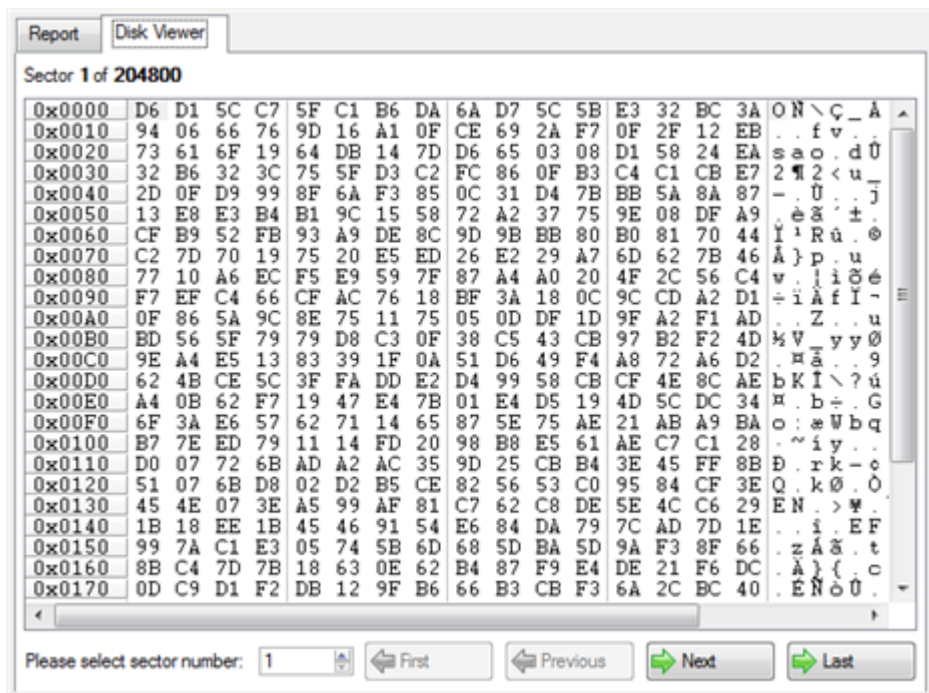 Report Disk Viewer
Sector 1 of 204800
0x0000 D6 D1 5C C7 5F C1 B6 DA 6A D7 5C 5B E3 32 BC 3A Ö Ñ \ Ç _ Á
0x0010 94 06 66 76 9D 16 A1 0F CE 69 2A F7 0F 2F 12 EB . . f v . .
0x0020 73 61 6F 19 64 DB 14 7D D6 65 03 08 D1 58 24 EA s a o . d Û
0x0030 32 B6 32 3C 75 5F D3 C2 FC 86 0F B3 C4 C1 CB E7 2 ¶ 2 < u _
0x0040 2D 0F D9 99 8F 6A F3 85 0C 31 D4 7B BB 5A 8A 87 - . Ù . . j
0x0050 13 E8 E3 B4 B1 9C 15 58 72 A2 37 75 9E 08 DF A9 . è ã ´ ± .
0x0060 CF B9 52 FB 93 A9 DE 8C 9D 9B BB 80 B0 81 70 44 Ï ¹ R û . ©
0x0070 C2 7D 70 19 75 20 E5 ED 26 E2 29 A7 6D 62 7B 46 Â } p . u
0x0080 77 10 A6 EC F5 E9 59 7F 87 A4 A0 20 4F 2C 56 C4 w . ¦ ì õ é
0x0090 F7 EF C4 66 CF AC 76 18 BF 3A 18 0C 9C CD A2 D1 ÷ ï Ä f Ï ¬
0x00A0 0F 86 5A 9C 8E 75 11 75 05 0D DF 1D 9F A2 F1 AD . . Z . . u
0x00B0 BD 56 5F 79 79 D8 C3 0F 38 C5 43 CB 97 B2 F2 4D ½ V _ y y Ø
0x00C0 9E A4 E5 13 83 39 1F 0A 51 D6 49 F4 A8 72 A6 D2 . ¤ å . . 9
0x00D0 62 4B CE 5C 3F FA DD E2 D4 99 58 CB CF 4E 8C AE b K Î \ ? ú
0x00E0 A4 0B 62 F7 19 47 E4 7B 01 E4 D5 19 4D 5C DC 34 ¤ . b ÷ . G
0x00F0 6F 3A E6 57 62 71 14 65 87 5E 75 AE 21 AB A9 BA o : æ W b q
0x0100 B7 7E ED 79 11 14 FD 20 98 B8 E5 61 AE C7 C1 28 · ~ í y . .
0x0110 D0 07 72 6B AD A2 AC 35 9D 25 CB B4 3E 45 FF 8B Ð . r k - ¢
0x0120 51 07 6B D8 02 D2 B5 CE 82 56 53 C0 95 84 CF 3E Q . k Ø . Ò
0x0130 45 4E 07 3E A5 99 AF 81 C7 62 C8 DE 5E 4C C6 29 E N . > ¥ .
0x0140 1B 18 EE 1B 45 46 91 54 E6 84 DA 79 7C AD 7D 1E . . î . E F
0x0150 99 7A C1 E3 05 74 5B 6D 68 5D BA 5D 9A F3 8F 66 . z Á ã . t
0x0160 8B C4 7D 7B 18 63 0E 62 B4 87 F9 E4 DE 21 F6 DC . Ä } { . c
0x0170 0D C9 D1 F2 DB 12 9F B6 66 B3 CB F3 6A 2C BC 40 . É Ñ ò Û .
Please select sector number: 1 First Previous Next Last